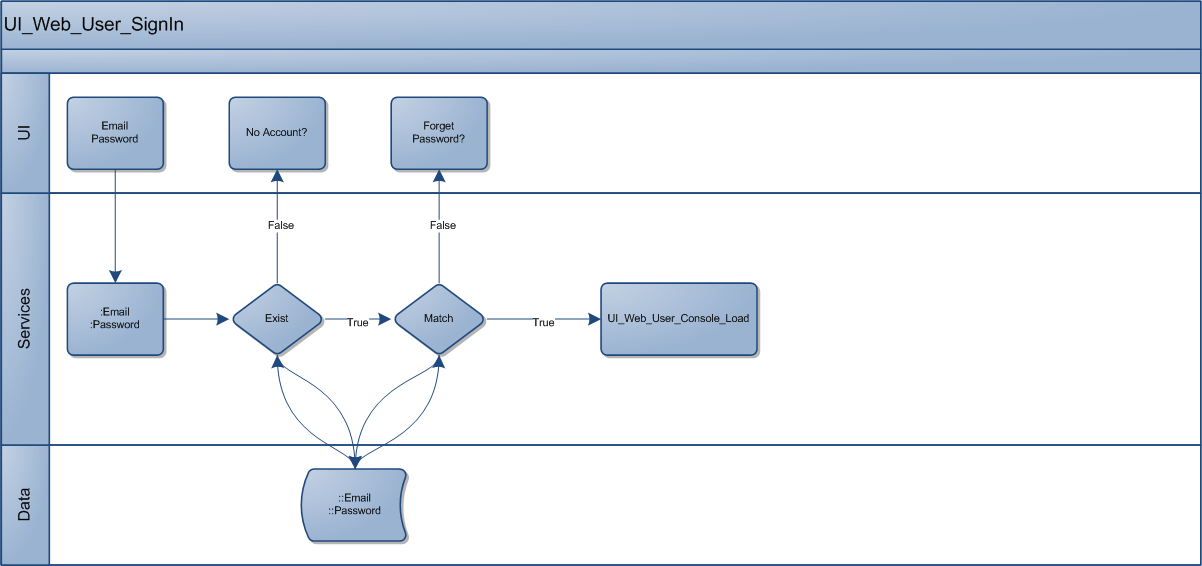 UI_Web_User_SignIn
UI
Email
Password
No Account?
Forget
Password?
False
False
Services
:Email
:Password
Exist
True
Match
True
UI_Web_User_Console_Load
Data
::Email
::Password